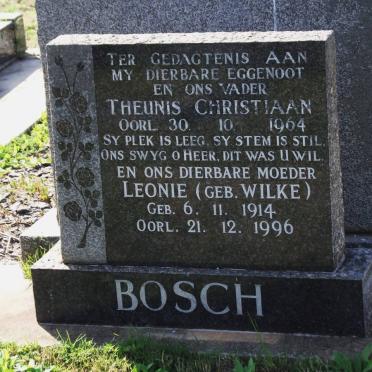 TER GEDAGTENIS AAN
MY DIERBARE EGGENOOT
EN ONS VADER
THEUNIS CHRISTIAAN
OORL. 30. 10. 1964
SY PLEK IS LEEG, SY STEM IS STIL,
ONS SWYG O HEER, DIT WAS U WIL.
EN ONS DIERBARE MOEDER
LEONIE (GEB. WILKE)
GEB. 6. 11. 1914
OORL. 21. 12. 1996
BOSCH